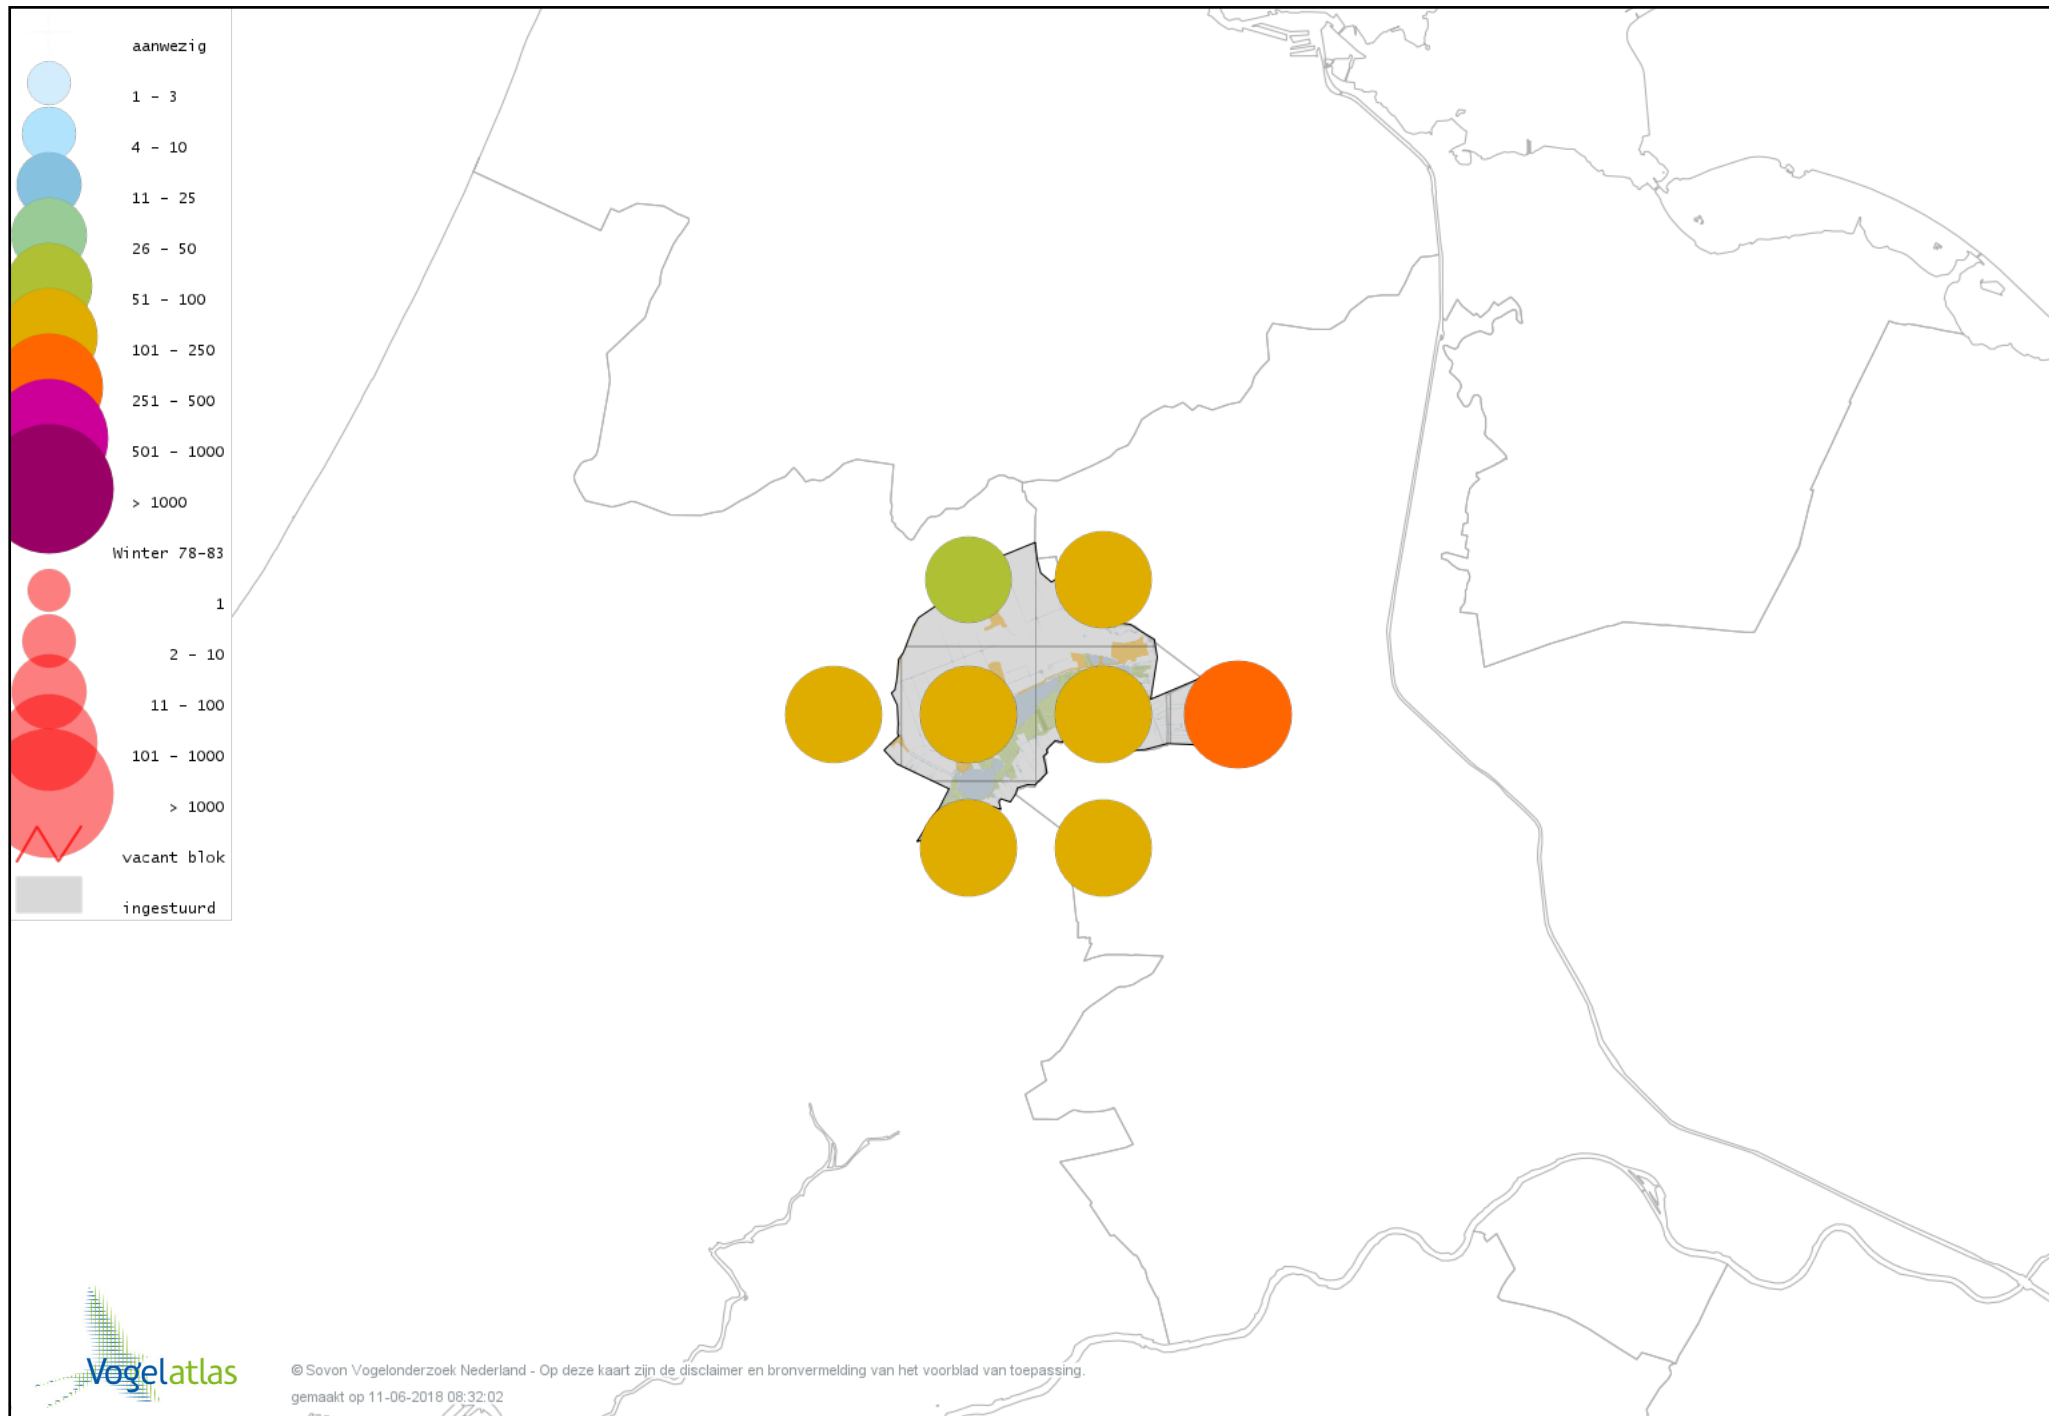 aanwezig
1 - 3
4 - 10
11 - 25
26 - 50
51 - 100
101 - 250
251 - 500
501 - 1000
> 1000
Winter 78-83
1
2 - 10
11 - 100
101 - 1000
> 1000
vacant blok
ingestuurd
Vogelatlas
© Sovon Vogelonderzoek Nederland - Op deze kaart zijn de disclaimer en bronvermelding van het voorblad van toepassing.
gemaakt op 11-06-2018 08:32:02